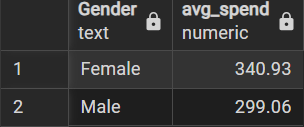 Gender avg_spend
text numeric
1 Female 340.93
2 Male 299.06